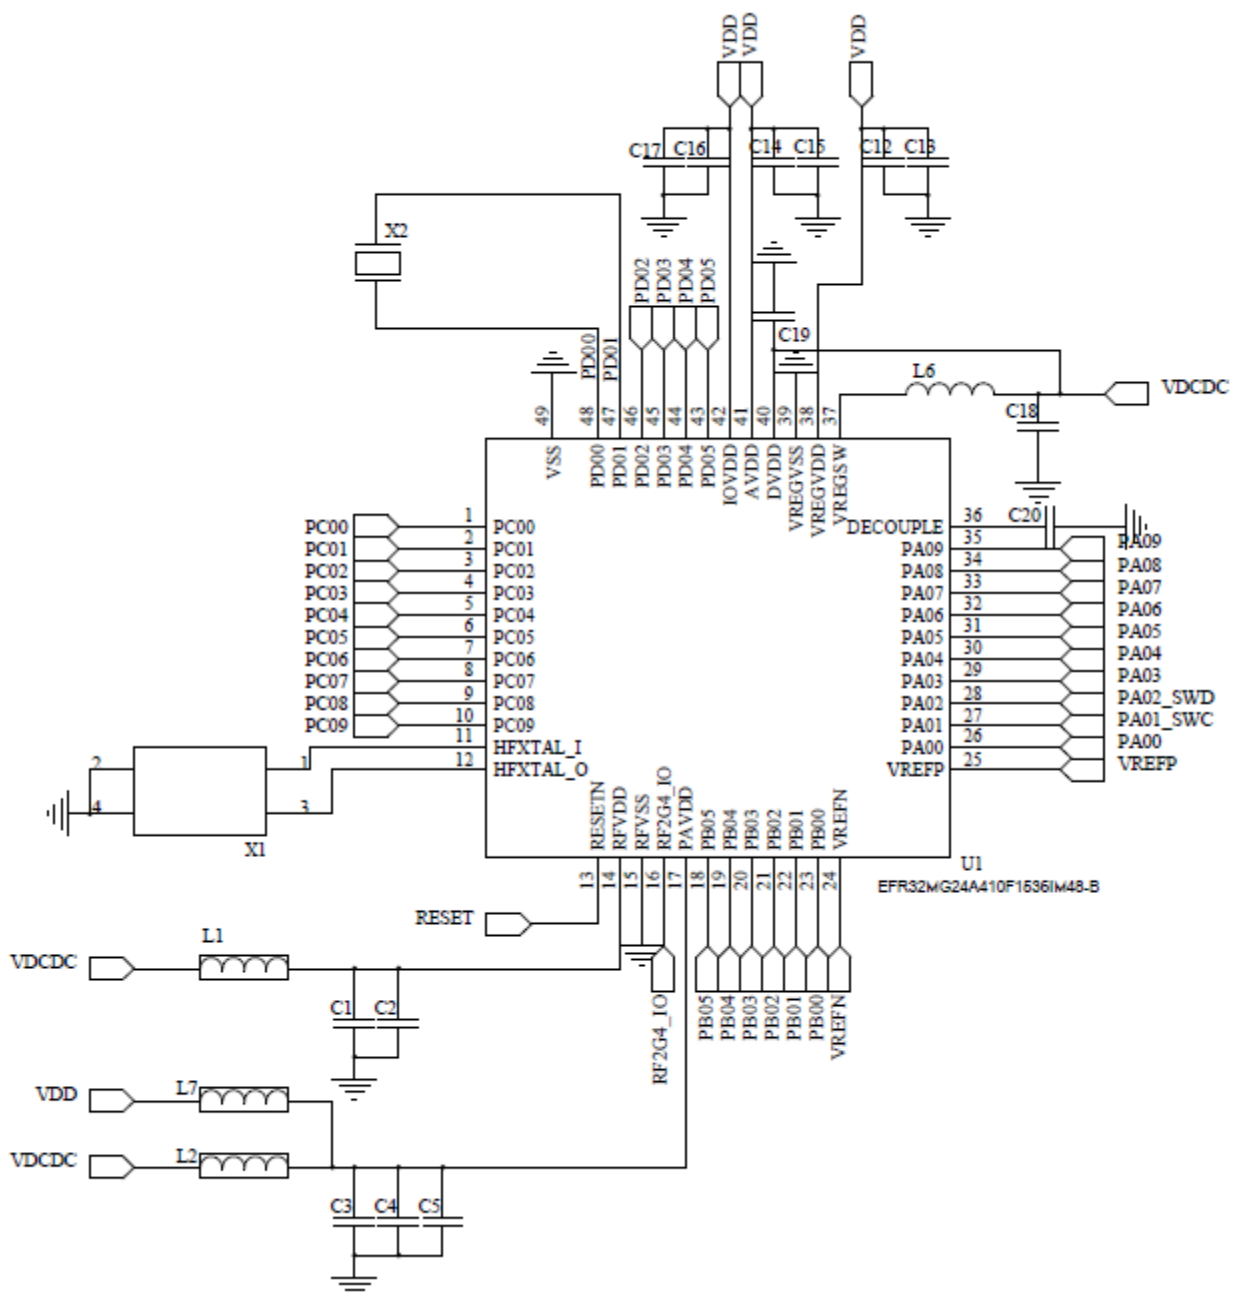 VDD VDD VDD
C17 C16 C14 C15 C12 C13
X2
PD02 PD03 PD04 PD05
C19
PD00 PD01
L6
VDCDC
C18
49 48 47 46 45 44 43 42 41 40 39 38 37
VSS PD00 PD01 PD02 PD03 PD04 PD05 IOVDD AVDD DVDD VREGVSS VREGVDD VREGSW
PC00 1 PC00 DECOUPLE 36 C20
PC01 2 PC01 PA09 35 PA09
PC02 3 PC02 PA08 34 PA08
PC03 4 PC03 PA07 33 PA07
PC04 5 PC04 PA06 32 PA06
PC05 6 PC05 PA05 31 PA05
PC06 7 PC06 PA04 30 PA04
PC07 8 PC07 PA03 29 PA03
PC08 9 PC08 PA02 28 PA02_SWD
PC09 10 PC09 PA01 27 PA01_SWC
11 HFXTAL_I PA00 26 PA00
2 1 12 HFXTAL_O VREFP 25 VREFP
4 3
X1
RESETN RFVDD RFVSS RF2G4_IO PAVDD PB05 PB04 PB03 PB02 PB01 PB00 VREFN
U1
13 14 15 16 17 18 19 20 21 22 23 24
EFR32MG24A410F1536IM48-B
RESET
L1
VDCDC
C1 C2
RF2G4_IO PB05 PB04 PB03 PB02 PB01 PB00 VREFN
VDD L7
VDCDC L2
C3 C4 C5